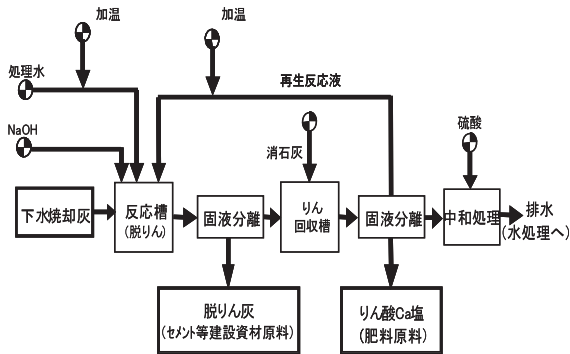 加温
加温
処理水
再生反応液
NaOH
消石灰
硫酸
下水焼却灰
反応槽
(脱りん)
固液分離
りん
回収槽
固液分離
中和処理
排水
(水処理へ)
脱りん灰
(セメント等建設資材原料)
りん酸Ca塩
(肥料原料)